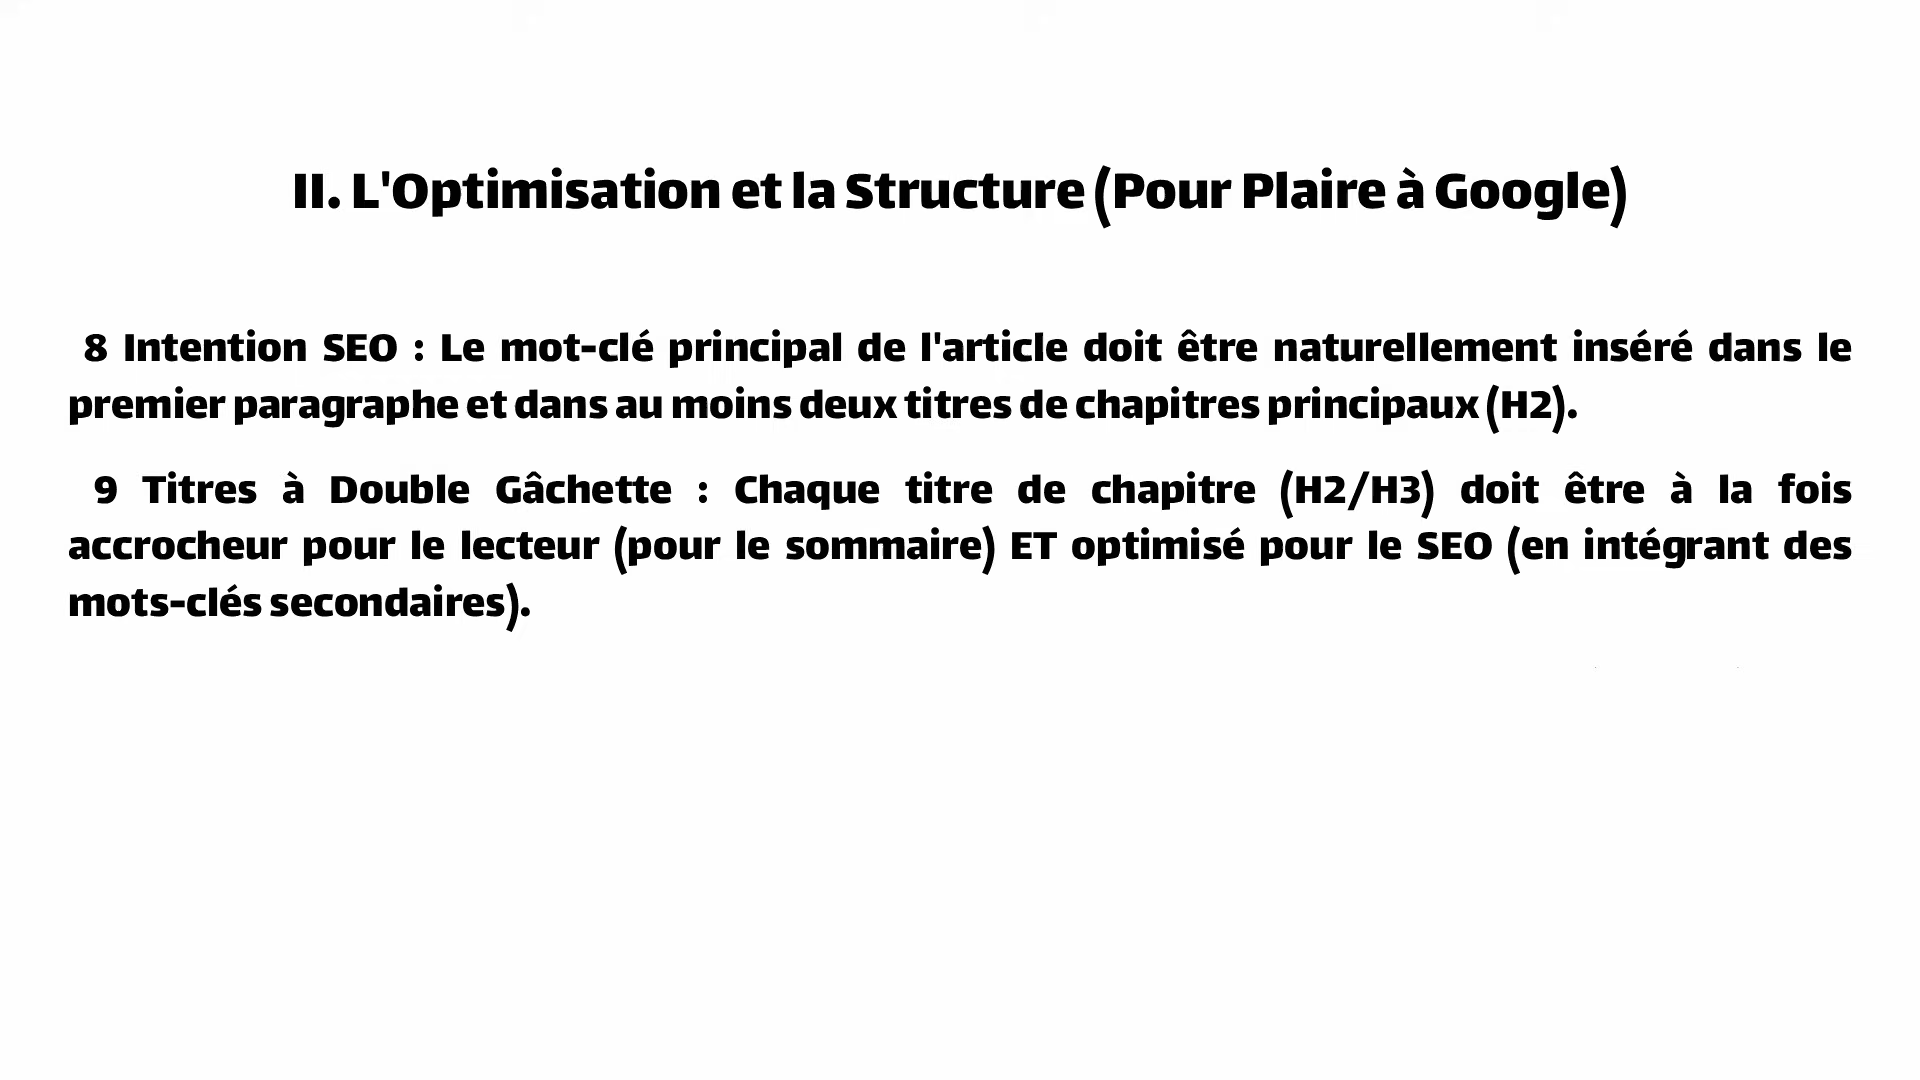 II. L'Optimisation et la Structure (Pour Plaire à Google)
8 Intention SEO : Le mot-clé principal de l'article doit être naturellement inséré dans le
premier paragraphe et dans au moins deux titres de chapitres principaux (H2).
9 Titres à Double Gâchette : Chaque titre de chapitre (H2/H3) doit être à la fois
accrocheur pour le lecteur (pour le sommaire) ET optimisé pour le SEO (en intégrant des
mots-clés secondaires).